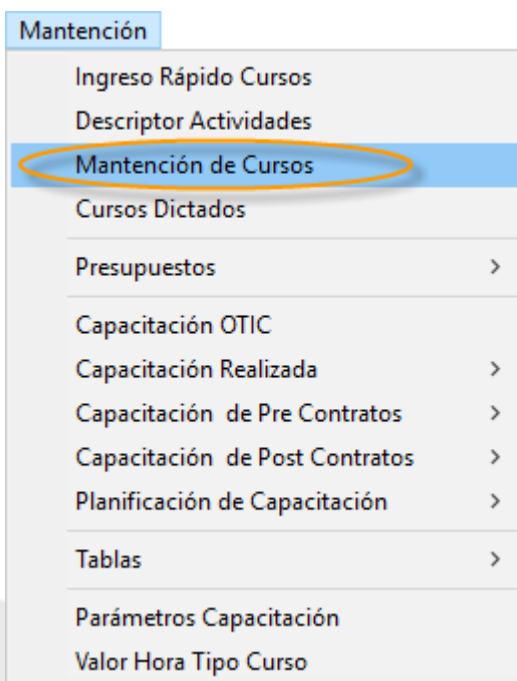 Mantención
Ingreso Rápido Cursos
Descriptor Actividades
Mantención de Cursos
Cursos Dictados
Presupuestos
Capacitación OTIC
Capacitación Realizada
Capacitación  de Pre Contratos
Capacitación  de Post Contratos
Planificación de Capacitación
Tablas
Parámetros Capacitación
Valor Hora Tipo Curso